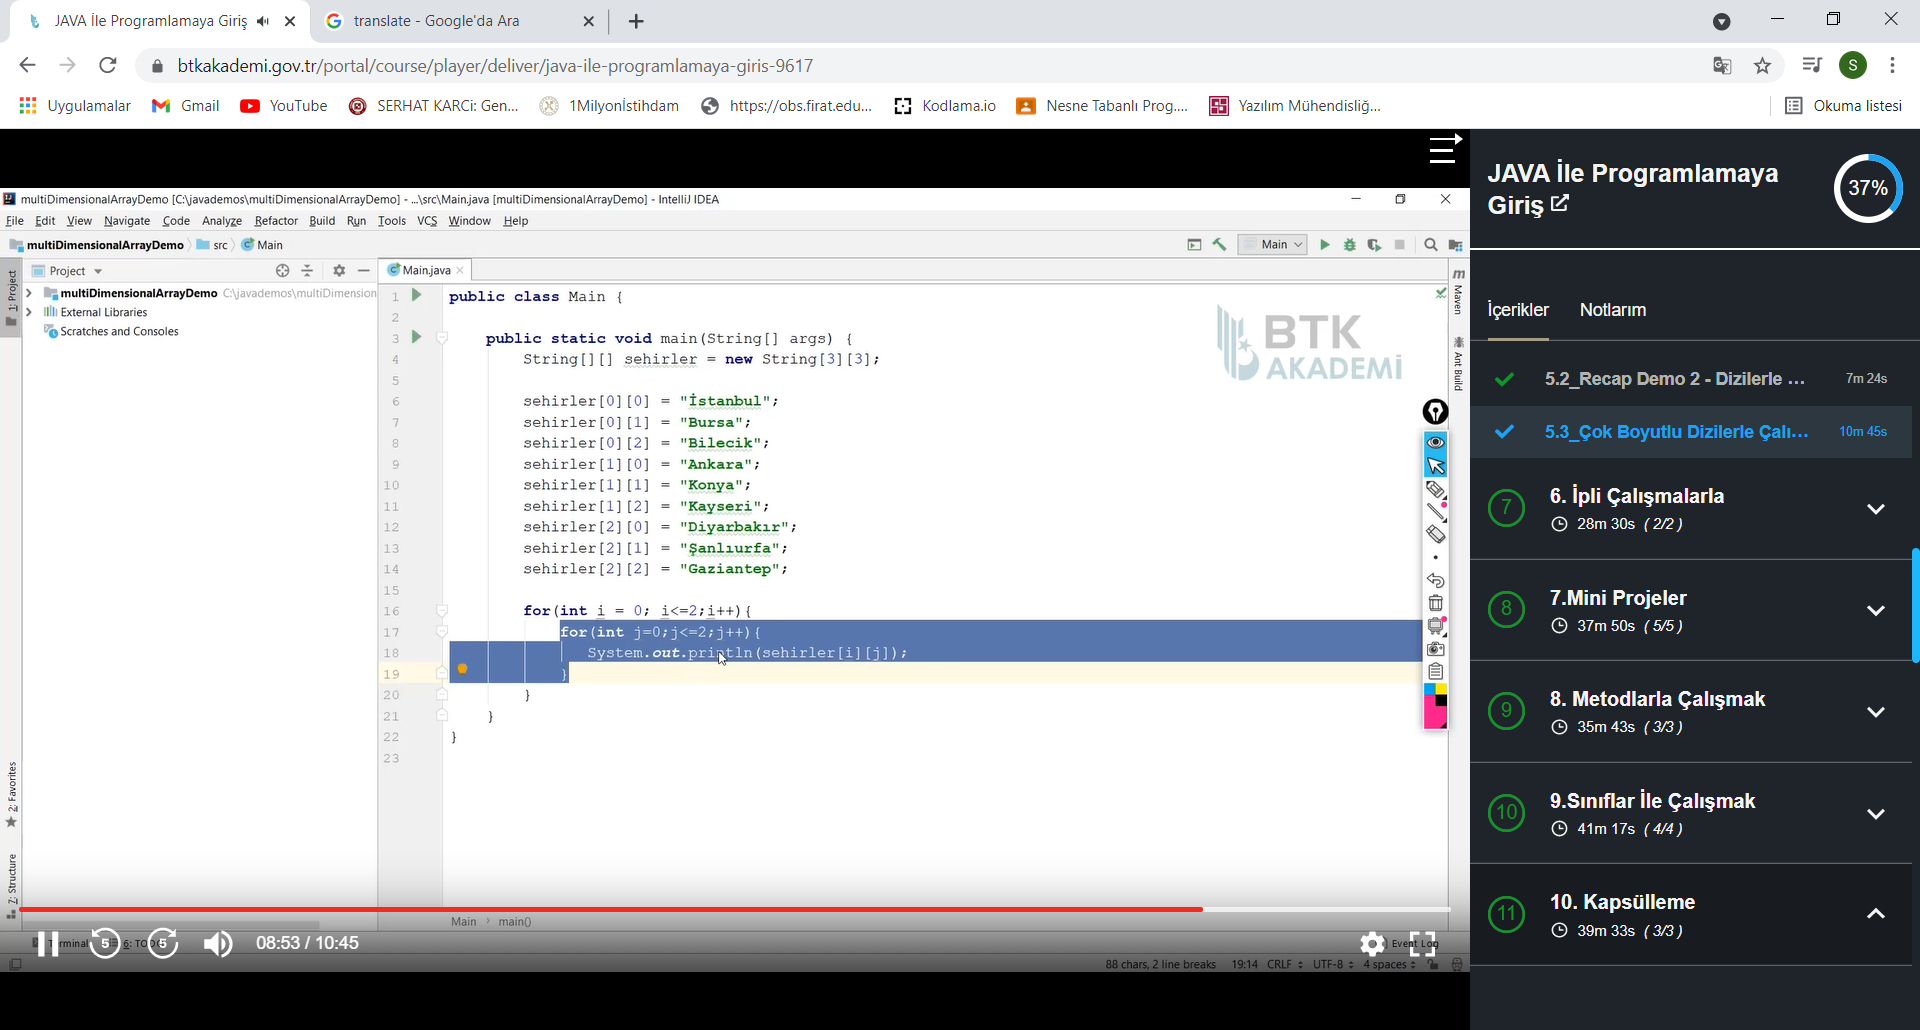 JAVA İle Programlamaya Giriş
translate - Google'da Ara
btkakademi.gov.tr/portal/course/player/deliver/java-ile-programlamaya-giris-9617
S
Uygulamalar
Gmail
YouTube
SERHAT KARCi: Gen...
1Milyonİstihdam
https://obs.firat.edu...
Kodlama.io
Nesne Tabanlı Prog....
Yazılım Mühendisliğ...
Okuma listesi
multiDimensionalArrayDemo [C:\javademos\multiDimensionalArrayDemo] - ...\src\Main.java [multiDimensionalArrayDemo] - IntelliJ IDEA
File Edit View Navigate Code Analyze Refactor Build Run Tools VCS Window Help
multiDimensionalArrayDemo src Main
Main
Project
Main.java
1: Project
multiDimensionalArrayDemo C:\javademos\multiDimension
External Libraries
Scratches and Consoles
2: Favorites
7: Structure
Maven
Ant Build
BTK
AKADEMİ
1 public class Main {
2
3 public static void main(String[] args) {
4 String[][] sehirler = new String[3][3];
5
6 sehirler[0][0] = "İstanbul";
7 sehirler[0][1] = "Bursa";
8 sehirler[0][2] = "Bilecik";
9 sehirler[1][0] = "Ankara";
10 sehirler[1][1] = "Konya";
11 sehirler[1][2] = "Kayseri";
12 sehirler[2][0] = "Diyarbakır";
13 sehirler[2][1] = "Şanlıurfa";
14 sehirler[2][2] = "Gaziantep";
15
16 for(int i = 0; i<=2;i++){
17 for(int j=0;j<=2;j++){
18 System.out.println(sehirler[i][j]);
19 }
20 }
21 }
22 }
23
Main › main()
5
5
08:53 / 10:45
Event Log
88 chars, 2 line breaks 19:14 CRLF UTF-8 4 spaces
JAVA İle Programlamaya
Giriş
37%
İçerikler
Notlarım
5.2_Recap Demo 2 - Dizilerle ... 7m 24s
5.3_Çok Boyutlu Dizilerle Çalı... 10m 45s
7
6. İpli Çalışmalarla
28m 30s (2/2)
8
7.Mini Projeler
37m 50s (5/5)
9
8. Metodlarla Çalışmak
35m 43s (3/3)
10
9.Sınıflar İle Çalışmak
41m 17s (4/4)
11
10. Kapsülleme
39m 33s (3/3)